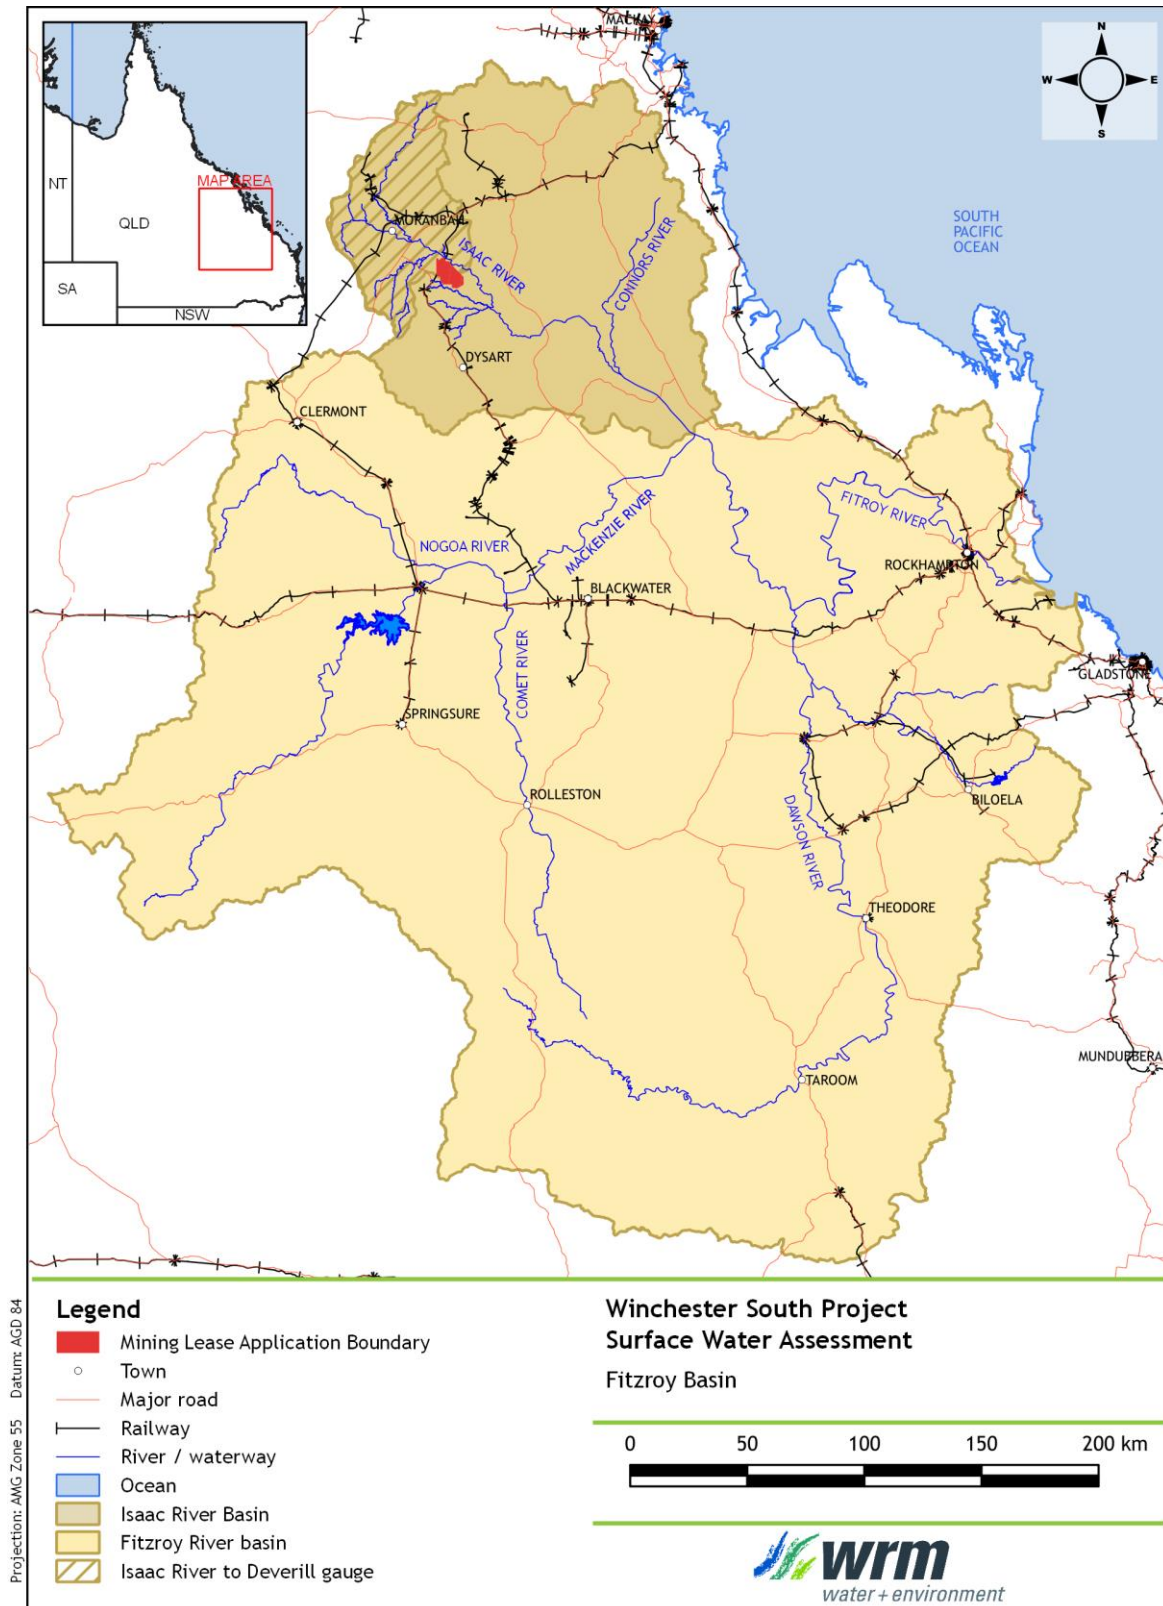 MACKAY
N
W
E
S
MAP AREA
NT
QLD
SA
NSW
SOUTH
PACIFIC
OCEAN
MORANBAH
ISAAC RIVER
CONNORS RIVER
DYSART
CLERMONT
NOGOA RIVER
MACKENZIE RIVER
FITROY RIVER
ROCKHAMPTON
BLACKWATER
COMET RIVER
GLADSTONE
SPRINGSURE
ROLLESTON
BILOELA
DAWSON RIVER
THEODORE
MUNDUBBERA
TAROOM
Projection: AMG Zone 55 Datum: AGD 84
Legend
Mining Lease Application Boundary
Town
Major road
Railway
River / waterway
Ocean
Isaac River Basin
Fitzroy River basin
Isaac River to Deverill gauge
Winchester South Project
Surface Water Assessment
Fitzroy Basin
0 50 100 150 200 km
wrm
water + environment